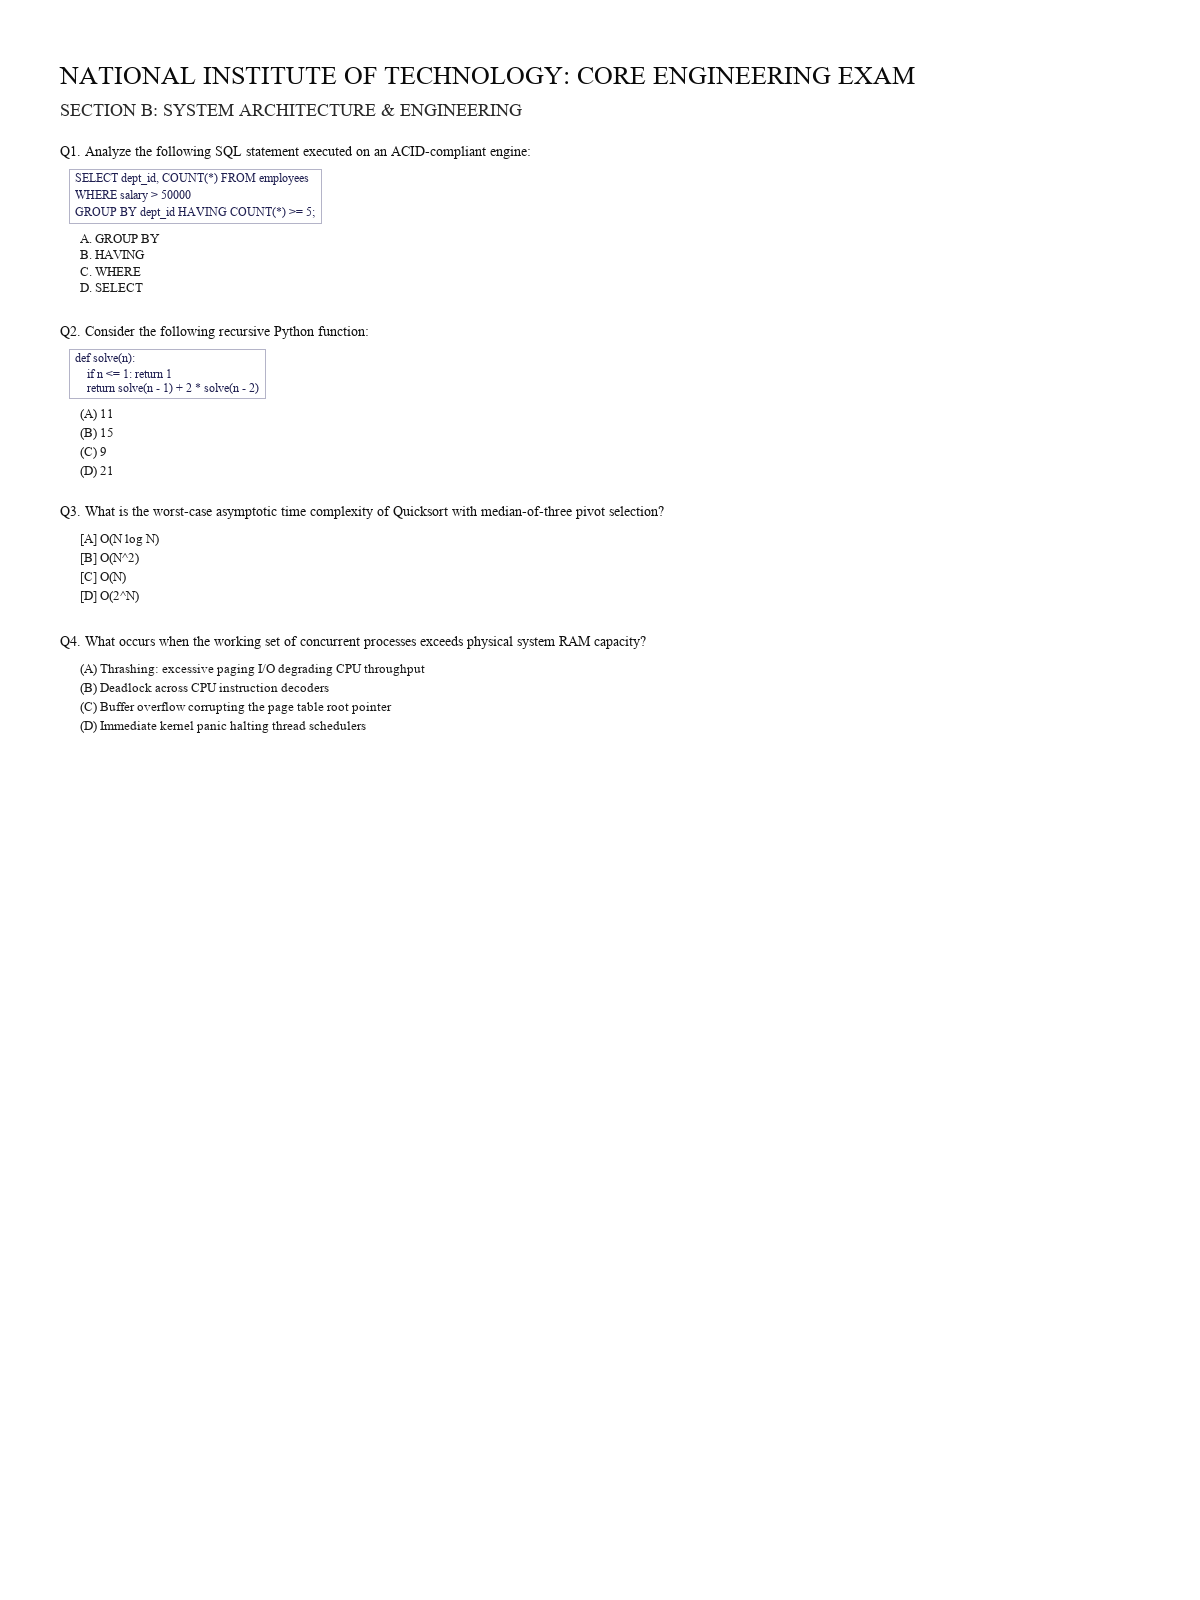 NATIONAL INSTITUTE OF TECHNOLOGY: CORE ENGINEERING EXAM
SECTION B: SYSTEM ARCHITECTURE & ENGINEERING
Q1. Analyze the following SQL statement executed on an ACID-compliant engine:
SELECT dept_id, COUNT(*) FROM employees
WHERE salary > 50000
GROUP BY dept_id HAVING COUNT(*) >= 5;
A. GROUP BY
B. HAVING
C. WHERE
D. SELECT
Q2. Consider the following recursive Python function:
def solve(n):
    if n <= 1: return 1
    return solve(n - 1) + 2 * solve(n - 2)
(A) 11
(B) 15
(C) 9
(D) 21
Q3. What is the worst-case asymptotic time complexity of Quicksort with median-of-three pivot selection?
[A] O(N log N)
[B] O(N^2)
[C] O(N)
[D] O(2^N)
Q4. What occurs when the working set of concurrent processes exceeds physical system RAM capacity?
(A) Thrashing: excessive paging I/O degrading CPU throughput
(B) Deadlock across CPU instruction decoders
(C) Buffer overflow corrupting the page table root pointer
(D) Immediate kernel panic halting thread schedulers